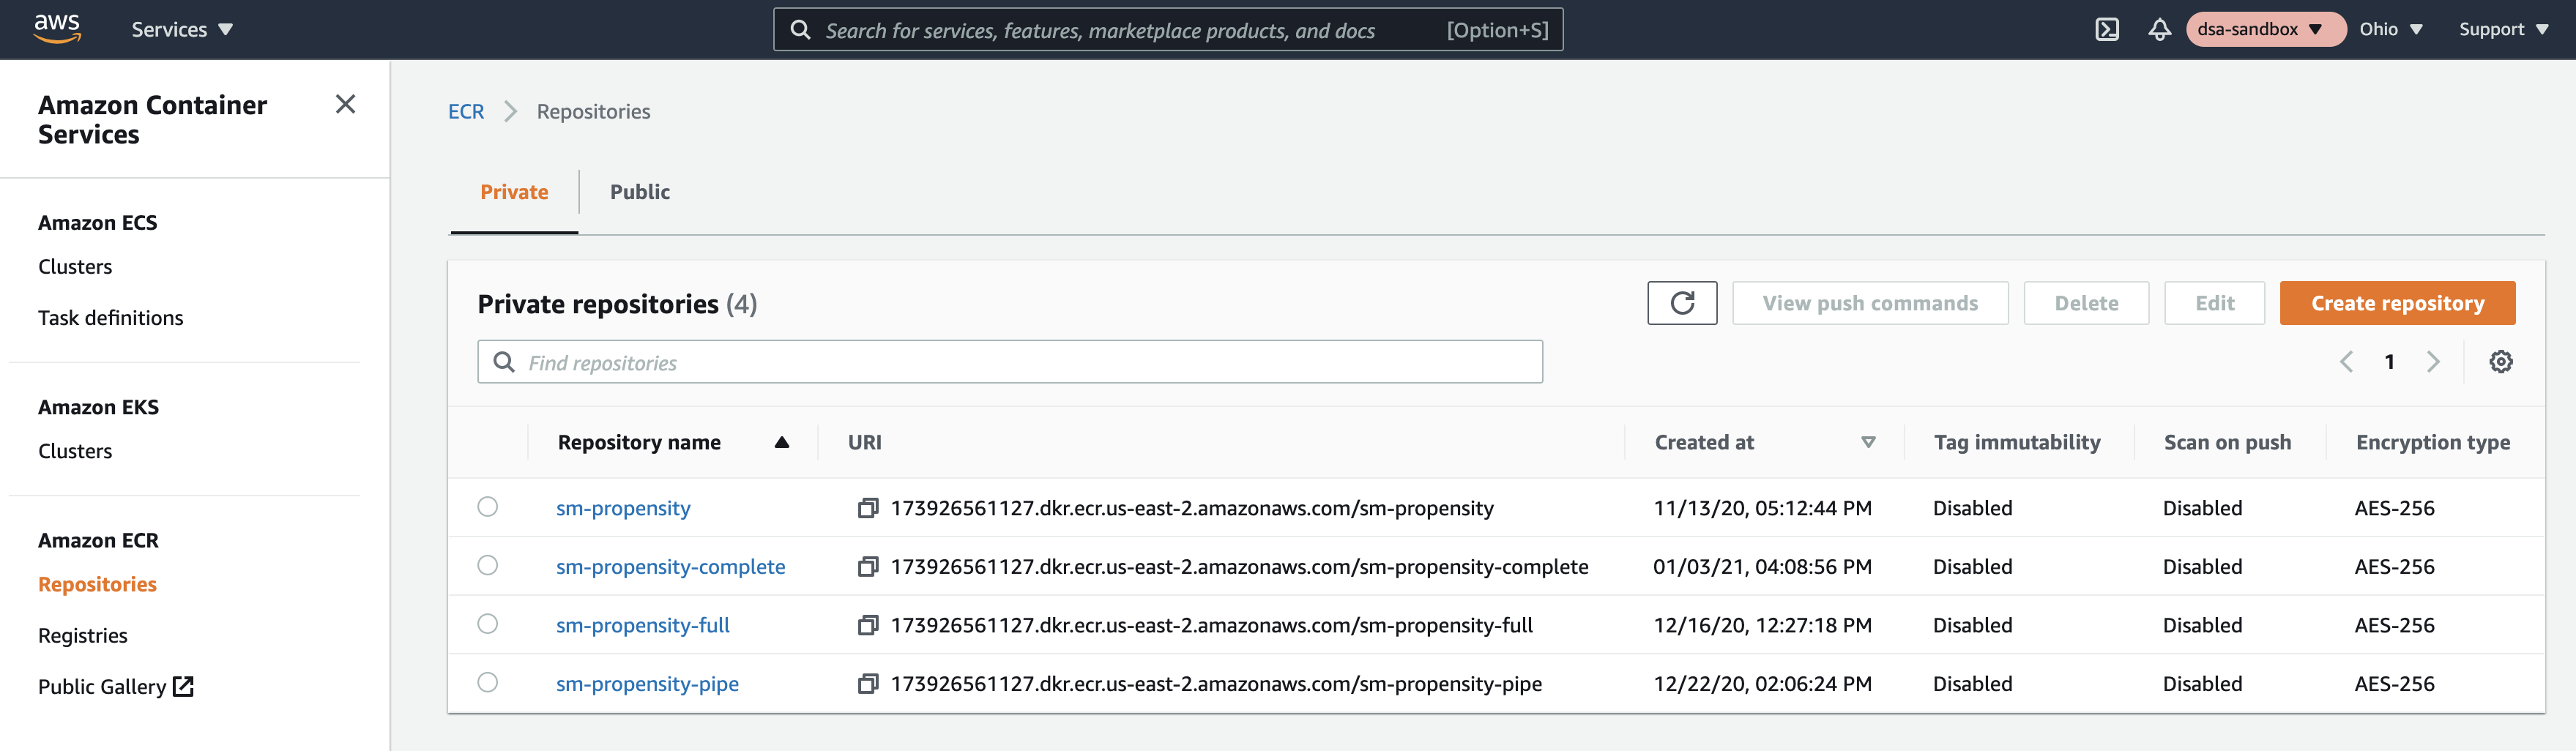 aws
Services
Search for services, features, marketplace products, and docs [Option+S]
dsa-sandbox
Ohio
Support
Amazon Container
Services
Amazon ECS
Clusters
Task definitions
Amazon EKS
Clusters
Amazon ECR
Repositories
Registries
Public Gallery
ECR Repositories
Private Public
Private repositories (4)
View push commands Delete Edit Create repository
Find repositories
1
Repository name URI Created at Tag immutability Scan on push Encryption type
sm-propensity 173926561127.dkr.ecr.us-east-2.amazonaws.com/sm-propensity 11/13/20, 05:12:44 PM Disabled Disabled AES-256
sm-propensity-complete 173926561127.dkr.ecr.us-east-2.amazonaws.com/sm-propensity-complete 01/03/21, 04:08:56 PM Disabled Disabled AES-256
sm-propensity-full 173926561127.dkr.ecr.us-east-2.amazonaws.com/sm-propensity-full 12/16/20, 12:27:18 PM Disabled Disabled AES-256
sm-propensity-pipe 173926561127.dkr.ecr.us-east-2.amazonaws.com/sm-propensity-pipe 12/22/20, 02:06:24 PM Disabled Disabled AES-256